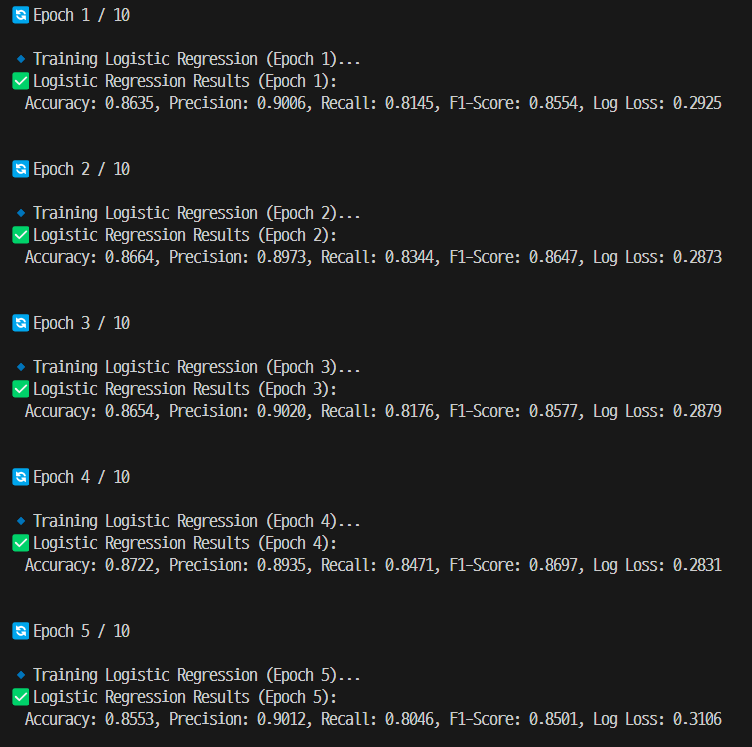 🔄 Epoch 1 / 10
🔹 Training Logistic Regression (Epoch 1)...
✅ Logistic Regression Results (Epoch 1):
Accuracy: 0.8635, Precision: 0.9006, Recall: 0.8145, F1-Score: 0.8554, Log Loss: 0.2925
🔄 Epoch 2 / 10
🔹 Training Logistic Regression (Epoch 2)...
✅ Logistic Regression Results (Epoch 2):
Accuracy: 0.8664, Precision: 0.8973, Recall: 0.8344, F1-Score: 0.8647, Log Loss: 0.2873
🔄 Epoch 3 / 10
🔹 Training Logistic Regression (Epoch 3)...
✅ Logistic Regression Results (Epoch 3):
Accuracy: 0.8654, Precision: 0.9020, Recall: 0.8176, F1-Score: 0.8577, Log Loss: 0.2879
🔄 Epoch 4 / 10
🔹 Training Logistic Regression (Epoch 4)...
✅ Logistic Regression Results (Epoch 4):
Accuracy: 0.8722, Precision: 0.8935, Recall: 0.8471, F1-Score: 0.8697, Log Loss: 0.2831
🔄 Epoch 5 / 10
🔹 Training Logistic Regression (Epoch 5)...
✅ Logistic Regression Results (Epoch 5):
Accuracy: 0.8553, Precision: 0.9012, Recall: 0.8046, F1-Score: 0.8501, Log Loss: 0.3106